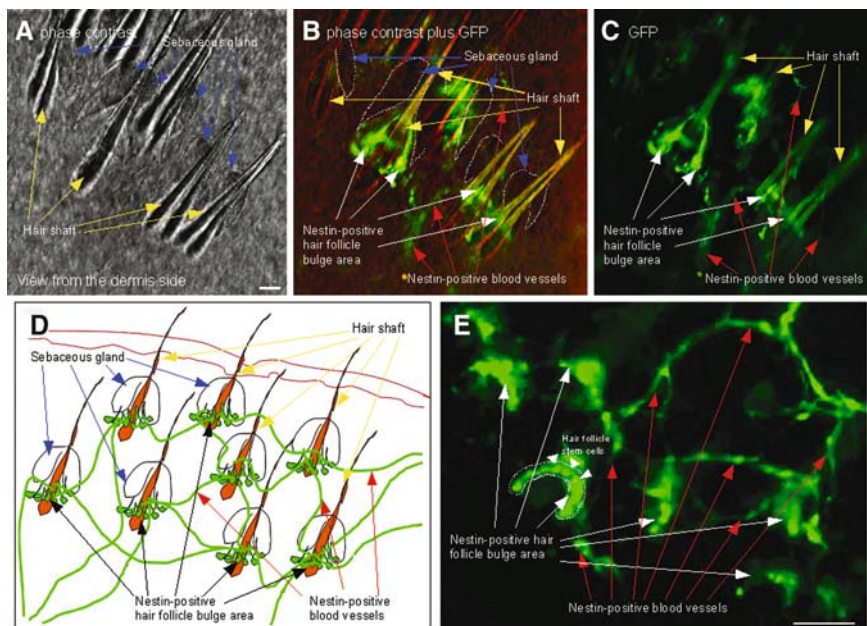 A phase contrast
Sebaceous gland
Hair shaft
View from the dermis side
B phase contrast plus GFP
Sebaceous gland
Hair shaft
Nestin-positive
hair follicle
bulge area
Nestin-positive blood vessels
C GFP
Hair shaft
Nestin-positive
hair follicle
bulge area
Nestin-positive blood vessels
D
Hair shaft
Sebaceous gland
Nestin-positive
hair follicle bulge area
Nestin-positive
blood vessels
E
Hair follicle
stem cells
Nestin-positive hair
follicle bulge area
Nestin-positive blood vessels